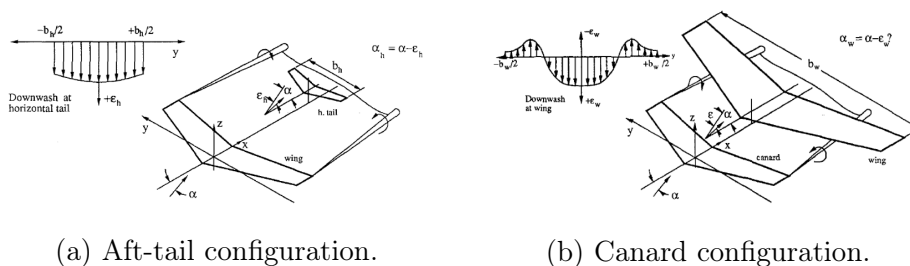 −b_h/2
+b_h/2
y
Downwash at
horizontal tail
+ε_h
α_h = α−ε_h
b_h
ε_h
α
h. tail
z
y
x
wing
α
(a) Aft-tail configuration.
−ε_w
−b_w/2
+b_w/2
y
Downwash
at wing
+ε_w
α_w = α−ε_w?
b_w
ε
α
z
y
x
canard
wing
α
(b) Canard configuration.